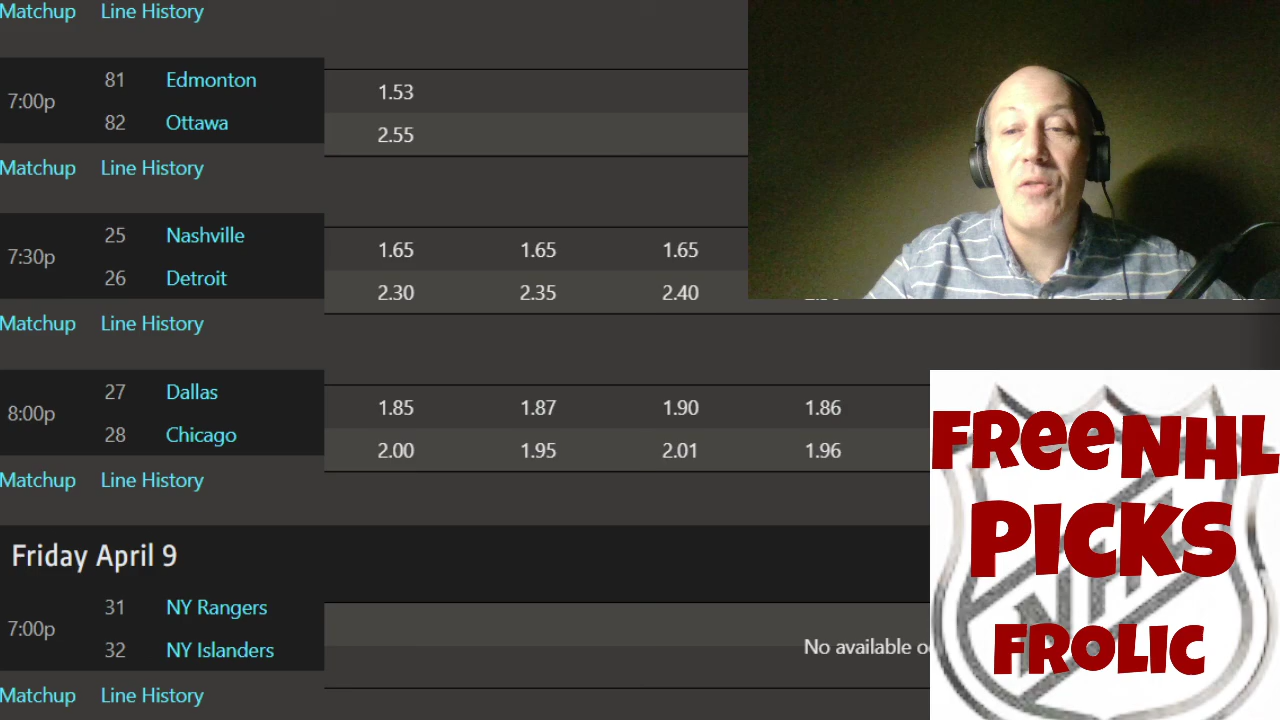 Matchup Line History
7:00p
81 Edmonton 1.53
82 Ottawa 2.55
Matchup Line History
7:30p
25 Nashville 1.65 1.65 1.65
26 Detroit 2.30 2.35 2.40
Matchup Line History
8:00p
27 Dallas 1.85 1.87 1.90 1.86
28 Chicago 2.00 1.95 2.01 1.96
Matchup Line History
Friday April 9
7:00p
31 NY Rangers
32 NY Islanders
No available o
Matchup Line History
FREE NHL
PICKS
FROLIC
NHL